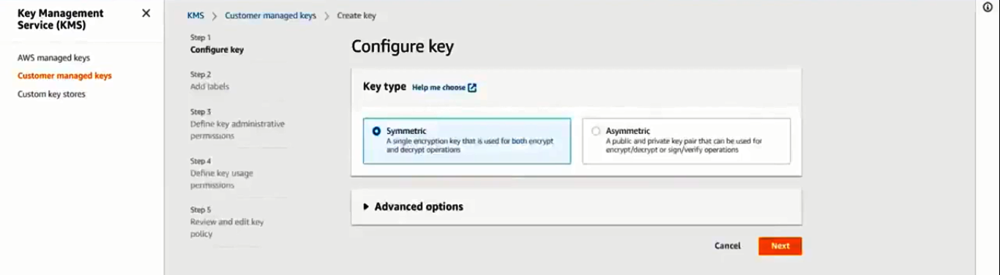 Key Management
Service (KMS)
AWS managed keys
Customer managed keys
Custom key stores
KMS > Customer managed keys > Create key
Step 1
Configure key
Step 2
Add labels
Step 3
Define key administrative
permissions
Step 4
Define key usage
permissions
Step 5
Review and edit key
policy
Configure key
Key type Help me choose
Symmetric
A single encryption key that is used for both encrypt
and decrypt operations
Asymmetric
A public and private key pair that can be used for
encrypt/decrypt or sign/verify operations
Advanced options
Cancel Next